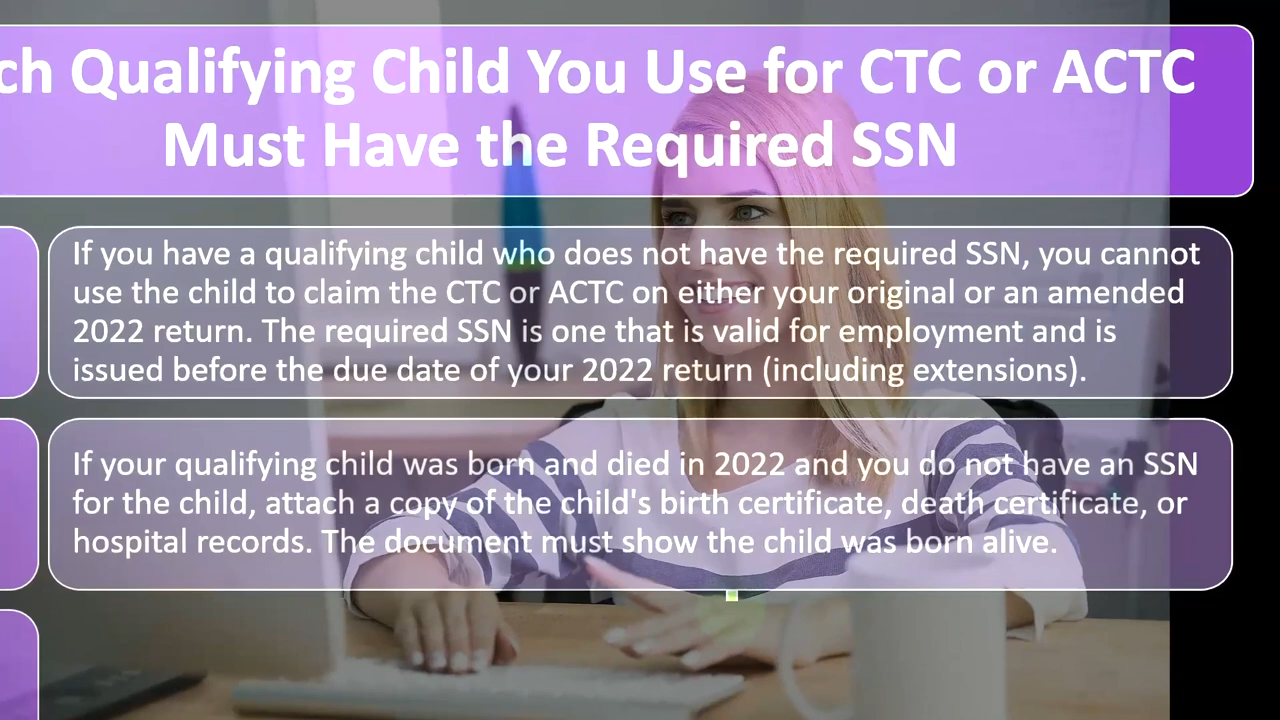 ch Qualifying Child You Use for CTC or ACTC
Must Have the Required SSN
If you have a qualifying child who does not have the required SSN, you cannot
use the child to claim the CTC or ACTC on either your original or an amended
2022 return. The required SSN is one that is valid for employment and is
issued before the due date of your 2022 return (including extensions).
If your qualifying child was born and died in 2022 and you do not have an SSN
for the child, attach a copy of the child's birth certificate, death certificate, or
hospital records. The document must show the child was born alive.